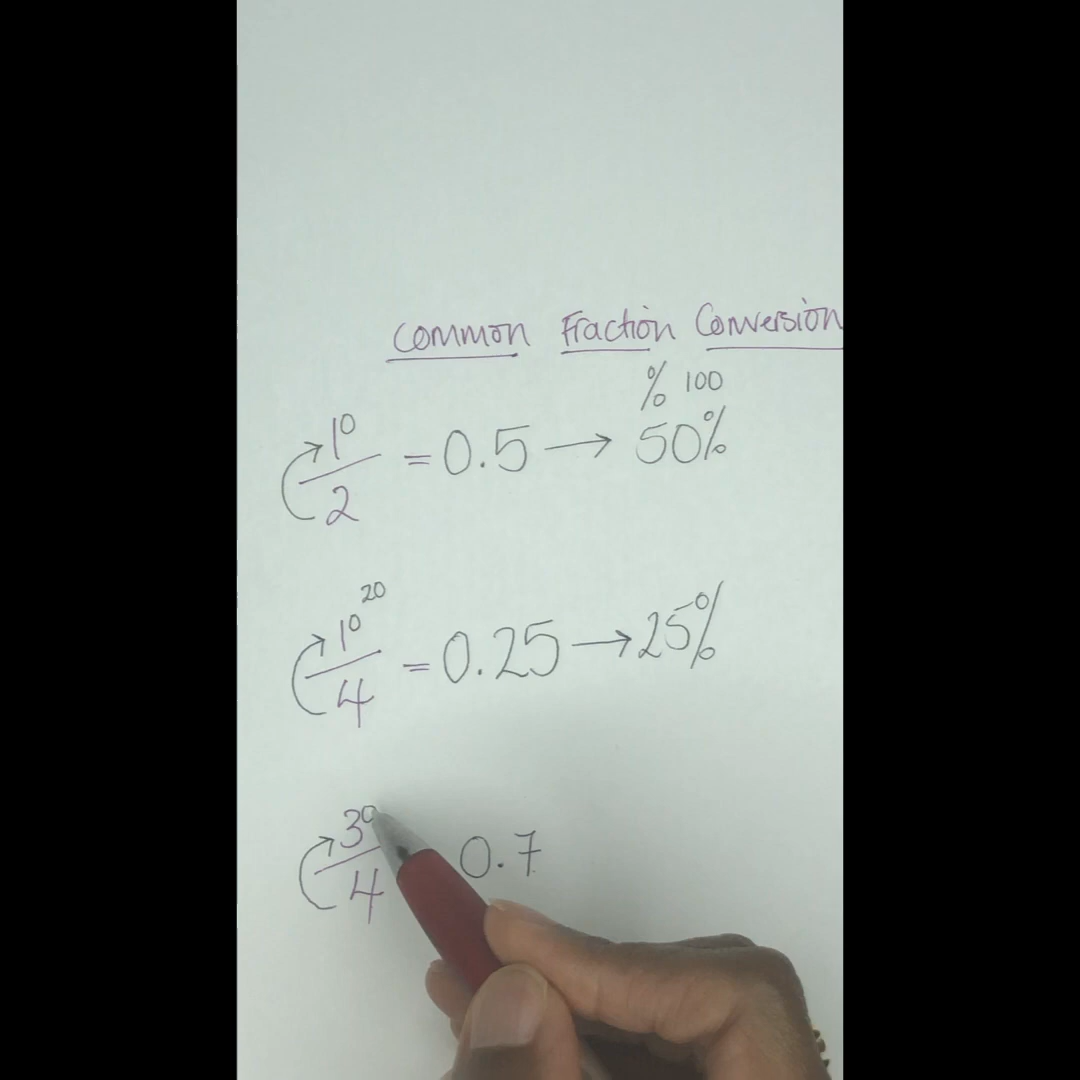 Common Fraction Conversion
% 100
1⁰/2 = 0.5 → 50%
20
1⁰/4 = 0.25 → 25%
3⁰/4 0.7